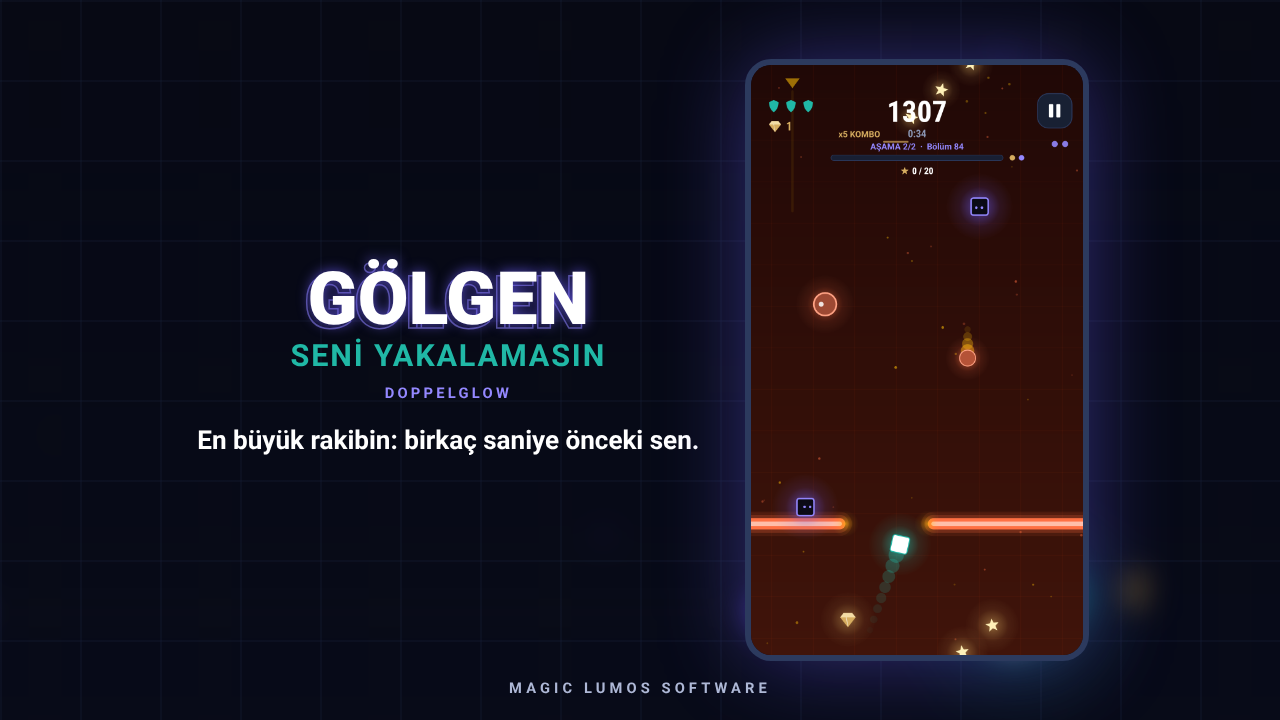 GÖLGEN
SENİ YAKALAMASIN
DOPPELGLOW
En büyük rakibin: birkaç saniye önceki sen.
1307
1
x5 KOMBO
0:34
AŞAMA 2/2 · Bölüm 84
0 / 20
MAGIC LUMOS SOFTWARE